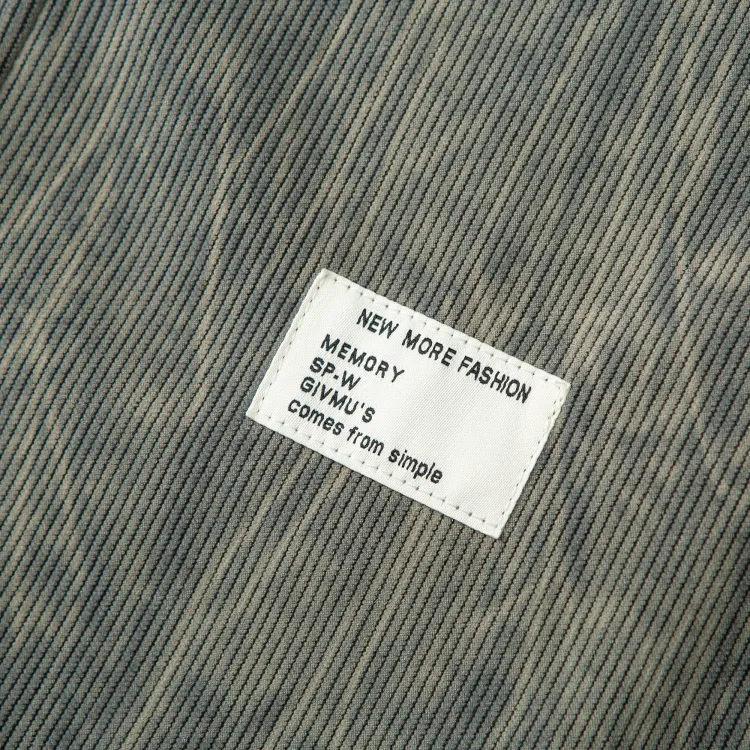 NEW MORE FASHION
MEMORY
SP-W
GIVMU'S
comes from simple